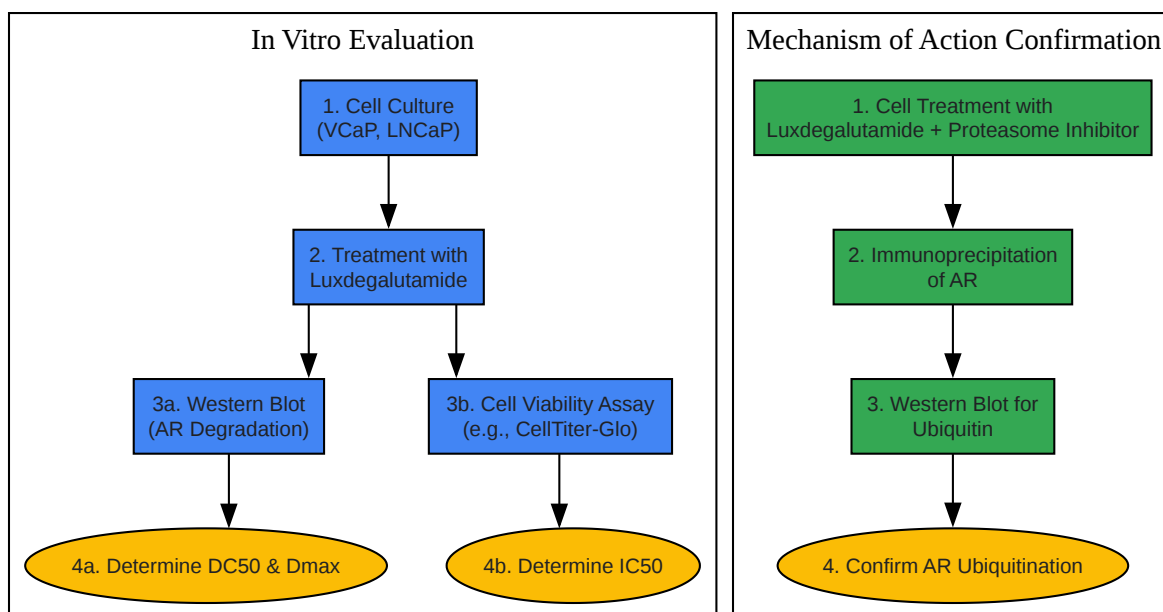 In Vitro Evaluation
1. Cell Culture
(VCaP, LNCaP)
2. Treatment with
Luxdegalutamide
3a. Western Blot
(AR Degradation)
3b. Cell Viability Assay
(e.g., CellTiter-Glo)
4a. Determine DC50 & Dmax
4b. Determine IC50
Mechanism of Action Confirmation
1. Cell Treatment with
Luxdegalutamide + Proteasome Inhibitor
2. Immunoprecipitation
of AR
3. Western Blot for
Ubiquitin
4. Confirm AR Ubiquitination